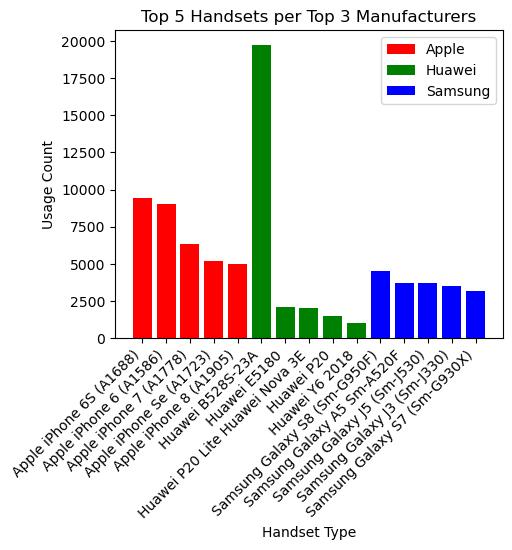 Top 5 Handsets per Top 3 Manufacturers
Apple
Huawei
Samsung
Usage Count
20000
17500
15000
12500
10000
7500
5000
2500
0
Apple iPhone 6S (A1688)
Apple iPhone 6 (A1586)
Apple iPhone 7 (A1778)
Apple iPhone Se (A1723)
Apple iPhone 8 (A1905)
Huawei B528S-23A
Huawei E5180
Huawei P20 Lite Huawei Nova 3E
Huawei P20
Huawei Y6 2018
Samsung Galaxy S8 (Sm-G950F)
Samsung Galaxy A5 Sm-A520F
Samsung Galaxy J5 (Sm-J530)
Samsung Galaxy J3 (Sm-J330)
Samsung Galaxy S7 (Sm-G930X)
Handset Type